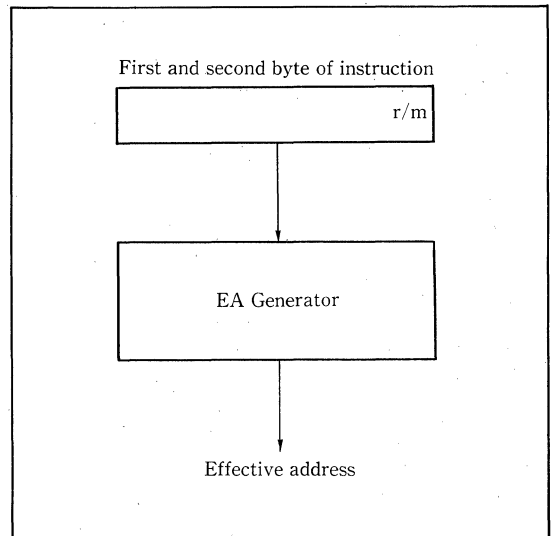 First and second byte of instruction
r/m
EA Generator
Effective address